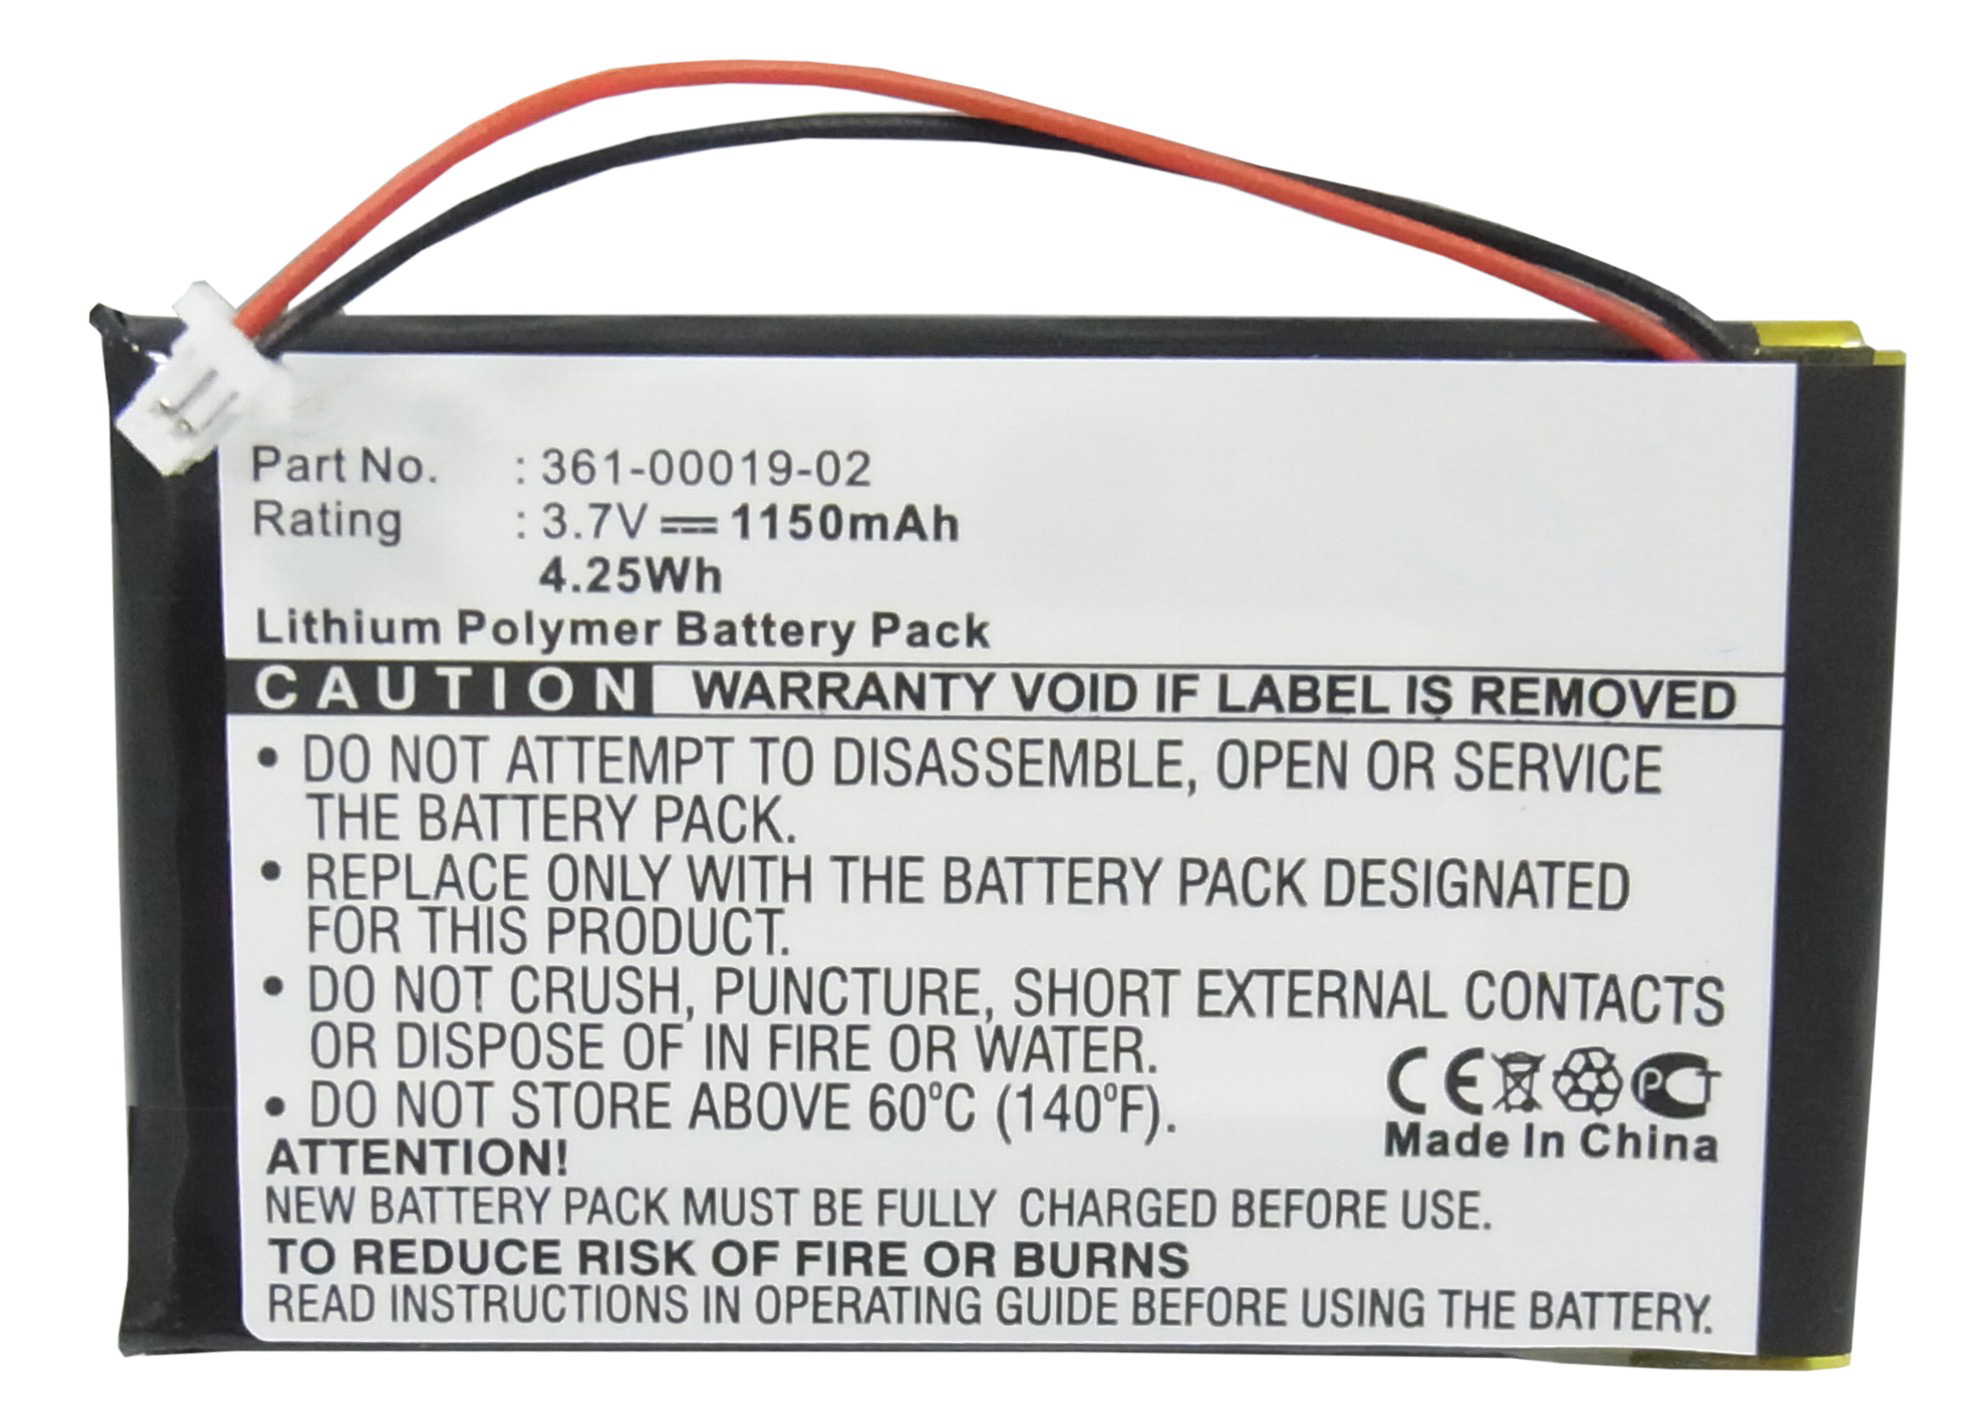 Part No. : 361-00019-02
Rating : 3.7V ⎓ 1150mAh
4.25Wh
Lithium Polymer Battery Pack
CAUTION WARRANTY VOID IF LABEL IS REMOVED
• DO NOT ATTEMPT TO DISASSEMBLE, OPEN OR SERVICE
THE BATTERY PACK.
• REPLACE ONLY WITH THE BATTERY PACK DESIGNATED
FOR THIS PRODUCT.
• DO NOT CRUSH, PUNCTURE, SHORT EXTERNAL CONTACTS
OR DISPOSE OF IN FIRE OR WATER.
• DO NOT STORE ABOVE 60°C (140°F).
CE PCT
Made In China
ATTENTION!
NEW BATTERY PACK MUST BE FULLY CHARGED BEFORE USE.
TO REDUCE RISK OF FIRE OR BURNS
READ INSTRUCTIONS IN OPERATING GUIDE BEFORE USING THE BATTERY.